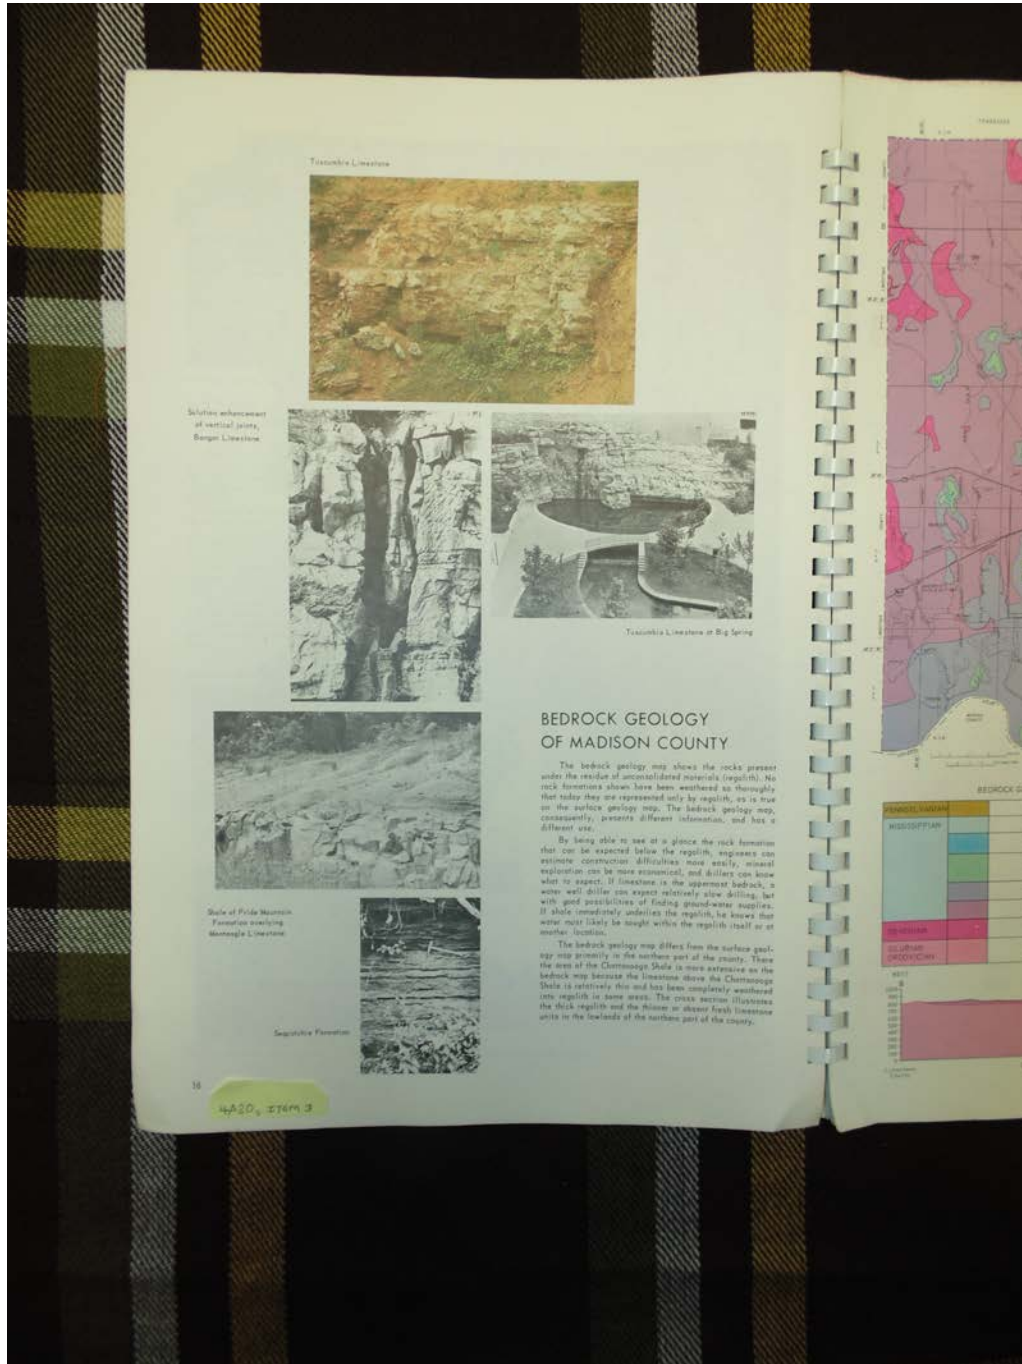 Tuscumbia Limestone
Solution enhancement
of vertical joints,
Bangor Limestone
Tuscumbia Limestone at Big Spring
BEDROCK GEOLOGY
OF MADISON COUNTY
The bedrock geology map shows the rocks present
under the residue of unconsolidated materials (regolith). No
rock formations shown have been weathered so thoroughly
that today they are represented only by regolith, as is true
on the surface geology map. The bedrock geology map,
consequently, presents different information, and has a
different use.
By being able to see at a glance the rock formation
that can be expected below the regolith, engineers can
estimate construction difficulties more easily, mineral
exploration can be more economical, and drillers can know
what to expect. If limestone is the uppermost bedrock, a
water well driller can expect relatively slow drilling, but
with good possibilities of finding ground-water supplies.
If shale immediately underlies the regolith, he knows that
water must likely be sought within the regolith itself or at
another location.
The bedrock geology map differs from the surface geol-
ogy map primarily in the northern part of the county. There
the area of the Chattanooga Shale is more extensive on the
bedrock map because the limestone above the Chattanooga
Shale is relatively thin and has been completely weathered
into regolith in some areas. The cross section illustrates
the thick regolith and the thinner or absent fresh limestone
units in the lowlands of the northern part of the county.
Shale of Pride Mountain
Formation overlying
Monteagle Limestone
Sequatchie Formation
16
4A20, ITEM 3
TENNESSEE
BEDROCK G
PENNSYLVANIAN
MISSISSIPPIAN
DEVONIAN
SILURIAN
ORDOVICIAN
FEET